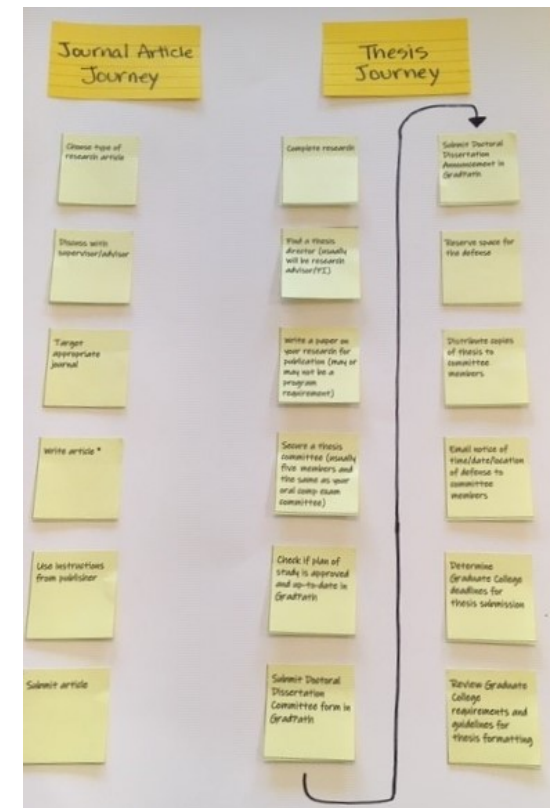 Journal Article
Journey
Choose type of
research article
Discuss with
supervisor/advisor
Target
appropriate
journal
Write article *
Use instructions
from publisher
Submit article
Thesis
Journey
Complete research
Find a thesis
director (usually
will be research
advisor/PI)
Write a paper on
your research for
publication (may or
may not be a
program
requirement)
Secure a thesis
committee (usually
five members and
the same as your
oral comp exam
committee)
Check if plan of
study is approved
and up-to-date in
GradPath
Submit Doctoral
Dissertation
Committee form in
GradPath
Submit Doctoral
Dissertation
Announcement in
GradPath
Reserve space for
the defense
Distribute copies
of thesis to
committee
members
Email notice of
time/date/location
of defense to
committee
members
Determine
Graduate College
deadlines for
thesis submission
Review Graduate
College
requirements and
guidelines for
thesis formatting